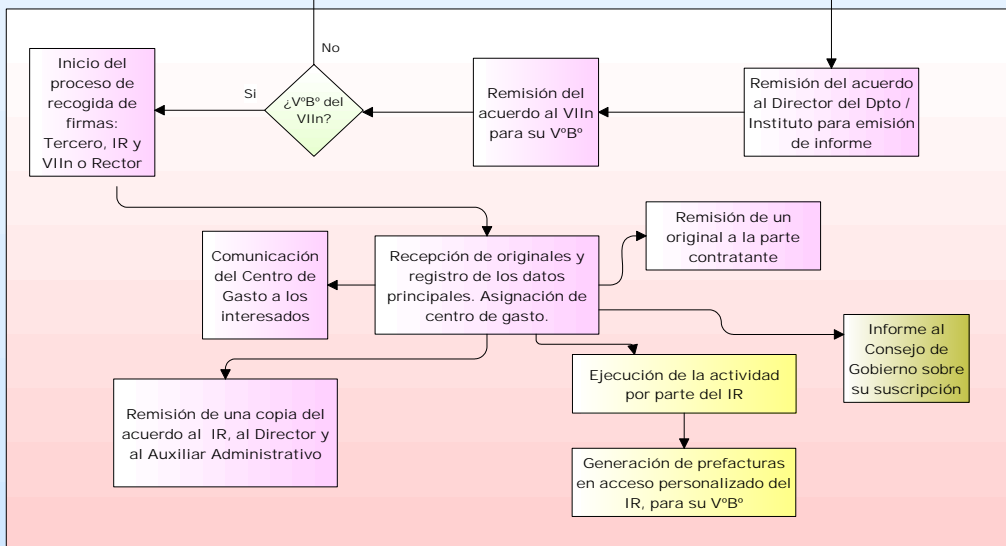 No
Inicio del
proceso de
recogida de
firmas:
Tercero, IR y
VIIn o Rector
Si
¿VºBº del
VIIn?
Remisión del
acuerdo al VIIn
para su VºBº
Remisión del acuerdo
al Director del Dpto /
Instituto para emisión
de informe
Comunicación
del Centro de
Gasto a los
interesados
Recepción de originales y
registro de los datos
principales. Asignación de
centro de gasto.
Remisión de un
original a la parte
contratante
Informe al
Consejo de
Gobierno sobre
su suscripción
Remisión de una copia del
acuerdo al IR, al Director y
al Auxiliar Administrativo
Ejecución de la actividad
por parte del IR
Generación de prefacturas
en acceso personalizado del
IR, para su VºBº